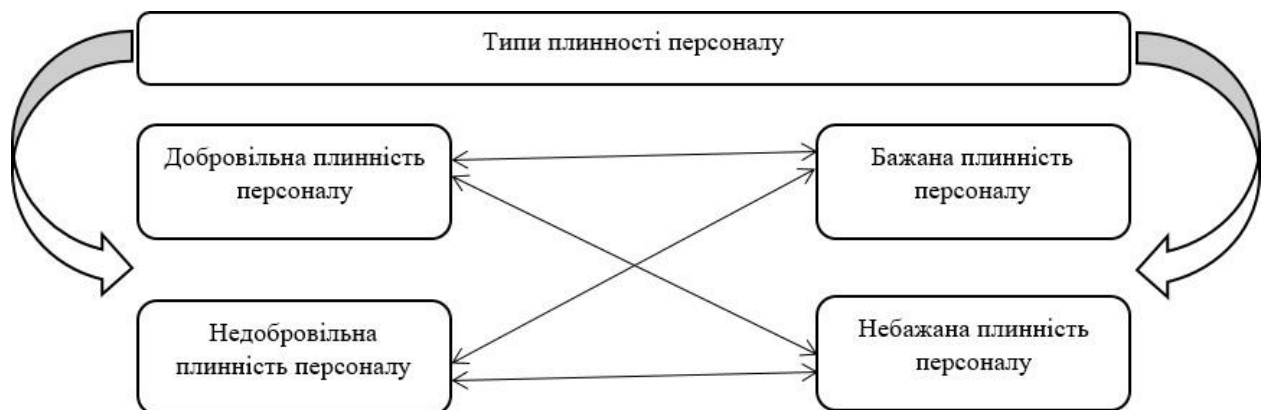 Типи плинності персоналу
Добровільна плинність
персоналу
Бажана плинність
персоналу
Недобровільна
плинність персоналу
Небажана плинність
персоналу